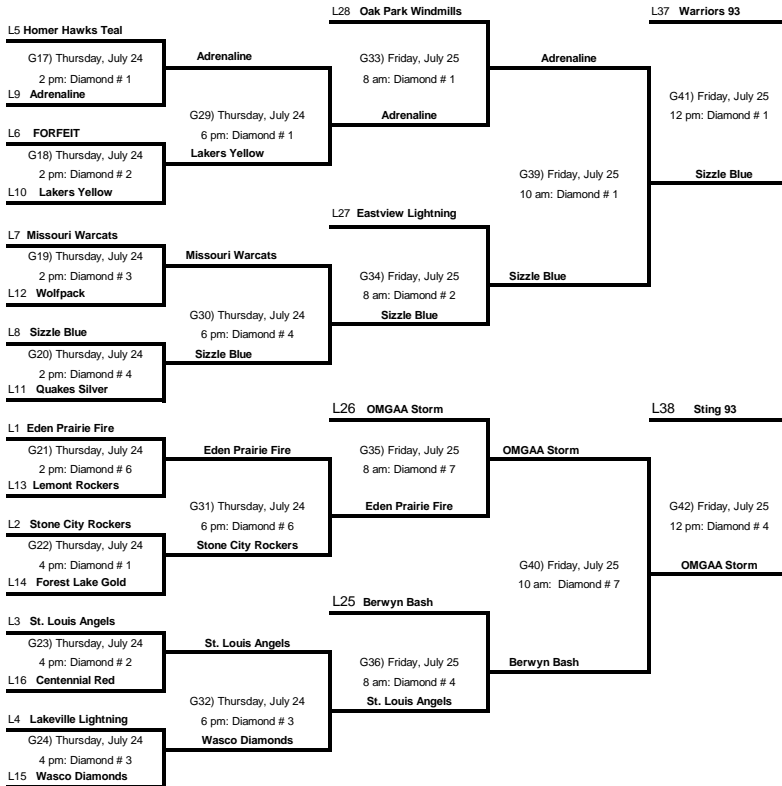 L28 Oak Park Windmills
L37 Warriors 93
L5 Homer Hawks Teal
G17) Thursday, July 24
2 pm: Diamond # 1
L9 Adrenaline
Adrenaline
G33) Friday, July 25
8 am: Diamond # 1
Adrenaline
G41) Friday, July 25
12 pm: Diamond # 1
G29) Thursday, July 24
6 pm: Diamond # 1
Adrenaline
L6 FORFEIT
G18) Thursday, July 24
2 pm: Diamond # 2
L10 Lakers Yellow
Lakers Yellow
G39) Friday, July 25
10 am: Diamond # 1
Sizzle Blue
L27 Eastview Lightning
L7 Missouri Warcats
G19) Thursday, July 24
2 pm: Diamond # 3
L12 Wolfpack
Missouri Warcats
G34) Friday, July 25
8 am: Diamond # 2
Sizzle Blue
G30) Thursday, July 24
6 pm: Diamond # 4
Sizzle Blue
L8 Sizzle Blue
G20) Thursday, July 24
2 pm: Diamond # 4
L11 Quakes Silver
Sizzle Blue
L26 OMGAA Storm
L38 Sting 93
L1 Eden Prairie Fire
G21) Thursday, July 24
2 pm: Diamond # 6
L13 Lemont Rockers
Eden Prairie Fire
G35) Friday, July 25
8 am: Diamond # 7
OMGAA Storm
G31) Thursday, July 24
6 pm: Diamond # 6
Eden Prairie Fire
G42) Friday, July 25
12 pm: Diamond # 4
L2 Stone City Rockers
G22) Thursday, July 24
4 pm: Diamond # 1
L14 Forest Lake Gold
Stone City Rockers
G40) Friday, July 25
10 am: Diamond # 7
OMGAA Storm
L25 Berwyn Bash
L3 St. Louis Angels
G23) Thursday, July 24
4 pm: Diamond # 2
L16 Centennial Red
St. Louis Angels
G36) Friday, July 25
8 am: Diamond # 4
Berwyn Bash
G32) Thursday, July 24
6 pm: Diamond # 3
St. Louis Angels
L4 Lakeville Lightning
G24) Thursday, July 24
4 pm: Diamond # 3
L15 Wasco Diamonds
Wasco Diamonds